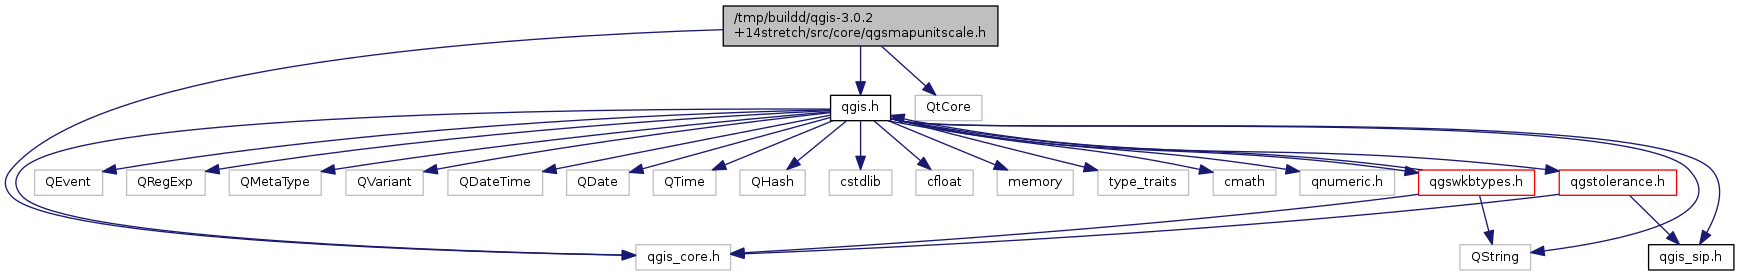 /tmp/buildd/qgis-3.0.2
+14stretch/src/core/qgsmapunitscale.h
qgis.h
QtCore
QEvent
QRegExp
QMetaType
QVariant
QDateTime
QDate
QTime
QHash
cstdlib
cfloat
memory
type_traits
cmath
qnumeric.h
qgswkbtypes.h
qgstolerance.h
qgis_core.h
QString
qgis_sip.h